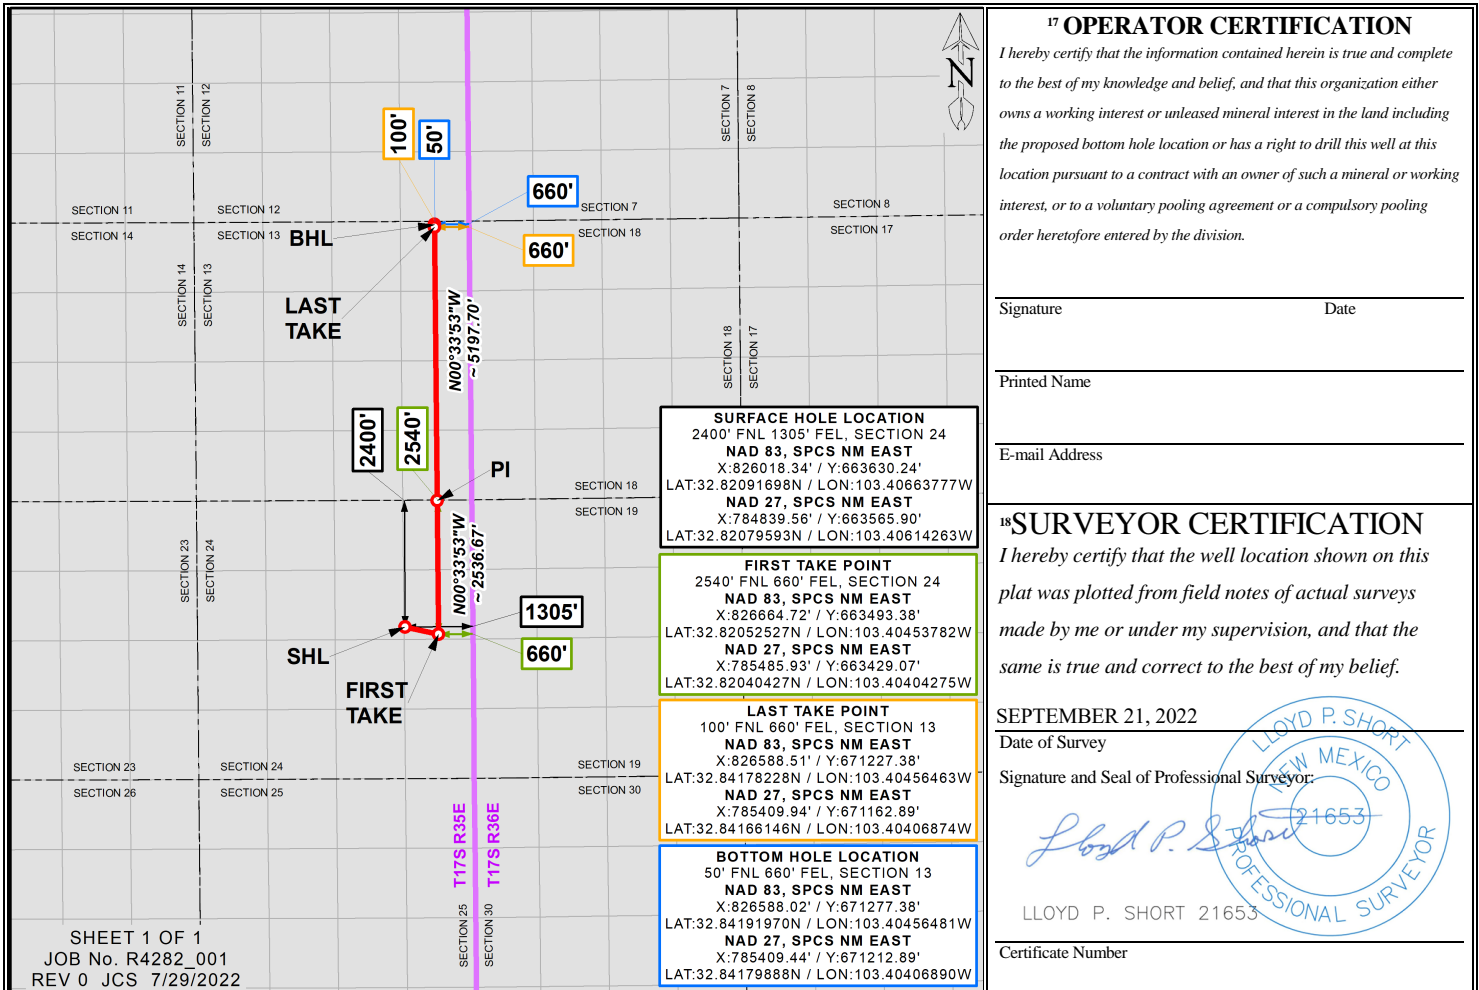 SECTION 11
SECTION 12
SECTION 7
SECTION 8
N
100'
50'
660'
SECTION 11
SECTION 12
SECTION 7
SECTION 8
SECTION 14
SECTION 13
BHL
SECTION 18
SECTION 17
660'
SECTION 14
SECTION 13
LAST
TAKE
N00°33'53"W
~ 5197.70'
SECTION 18
SECTION 17
2400'
2540'
PI
SECTION 18
SECTION 19
SECTION 23
SECTION 24
N00°33'53"W
~ 2536.67'
1305'
SHL
660'
FIRST
TAKE
SECTION 23
SECTION 24
SECTION 19
SECTION 26
SECTION 25
SECTION 30
T17S R35E
T17S R36E
SECTION 25
SECTION 30
SHEET 1 OF 1
JOB No. R4282_001
REV 0 JCS 7/29/2022
SURFACE HOLE LOCATION
2400' FNL 1305' FEL, SECTION 24
NAD 83, SPCS NM EAST
X:826018.34' / Y:663630.24'
LAT:32.82091698N / LON:103.40663777W
NAD 27, SPCS NM EAST
X:784839.56' / Y:663565.90'
LAT:32.82079593N / LON:103.40614263W
FIRST TAKE POINT
2540' FNL 660' FEL, SECTION 24
NAD 83, SPCS NM EAST
X:826664.72' / Y:663493.38'
LAT:32.82052527N / LON:103.40453782W
NAD 27, SPCS NM EAST
X:785485.93' / Y:663429.07'
LAT:32.82040427N / LON:103.40404275W
LAST TAKE POINT
100' FNL 660' FEL, SECTION 13
NAD 83, SPCS NM EAST
X:826588.51' / Y:671227.38'
LAT:32.84178228N / LON:103.40456463W
NAD 27, SPCS NM EAST
X:785409.94' / Y:671162.89'
LAT:32.84166146N / LON:103.40406874W
BOTTOM HOLE LOCATION
50' FNL 660' FEL, SECTION 13
NAD 83, SPCS NM EAST
X:826588.02' / Y:671277.38'
LAT:32.84191970N / LON:103.40456481W
NAD 27, SPCS NM EAST
X:785409.44' / Y:671212.89'
LAT:32.84179888N / LON:103.40406890W
17 OPERATOR CERTIFICATION
I hereby certify that the information contained herein is true and complete
to the best of my knowledge and belief, and that this organization either
owns a working interest or unleased mineral interest in the land including
the proposed bottom hole location or has a right to drill this well at this
location pursuant to a contract with an owner of such a mineral or working
interest, or to a voluntary pooling agreement or a compulsory pooling
order heretofore entered by the division.
Signature Date
Printed Name
E-mail Address
18SURVEYOR CERTIFICATION
I hereby certify that the well location shown on this
plat was plotted from field notes of actual surveys
made by me or under my supervision, and that the
same is true and correct to the best of my belief.
SEPTEMBER 21, 2022
Date of Survey
Signature and Seal of Professional Surveyor:
LLOYD P. SHORT
NEW MEXICO
21653
PROFESSIONAL SURVEYOR
Lloyd P. Short
LLOYD P. SHORT 21653
Certificate Number